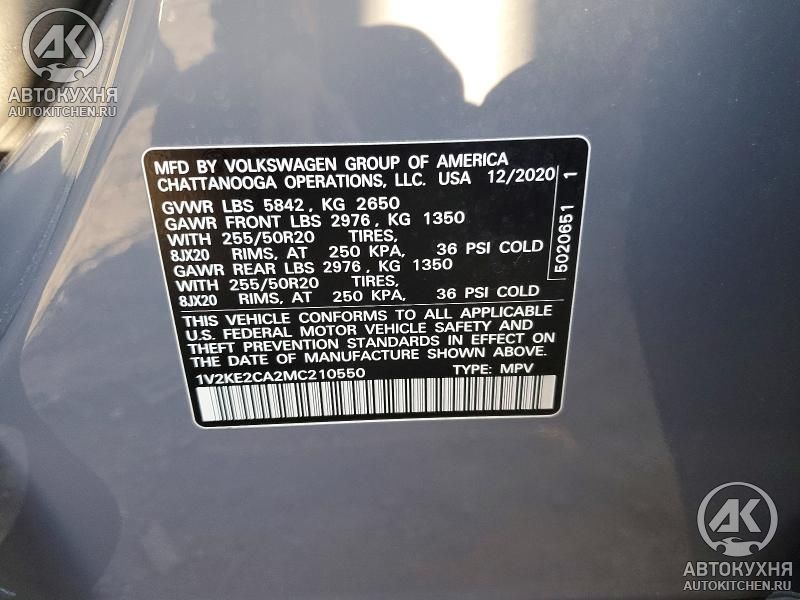 AK
АВТОКУХНЯ
AUTOKITCHEN.RU
MFD BY VOLKSWAGEN GROUP OF AMERICA
CHATTANOOGA OPERATIONS, LLC. USA 12/2020
GVWR LBS 5842 , KG 2650
GAWR FRONT LBS 2976 , KG 1350
WITH 255/50R20 TIRES,
8JX20 RIMS, AT 250 KPA, 36 PSI COLD
GAWR REAR LBS 2976 , KG 1350
WITH 255/50R20 TIRES,
8JX20 RIMS, AT 250 KPA, 36 PSI COLD
THIS VEHICLE CONFORMS TO ALL APPLICABLE
U.S. FEDERAL MOTOR VEHICLE SAFETY AND
THEFT PREVENTION STANDARDS IN EFFECT ON
THE DATE OF MANUFACTURE SHOWN ABOVE.
1V2KE2CA2MC210550 TYPE: MPV
5020651 1
AK
АВТОКУХНЯ
AUTOKITCHEN.RU